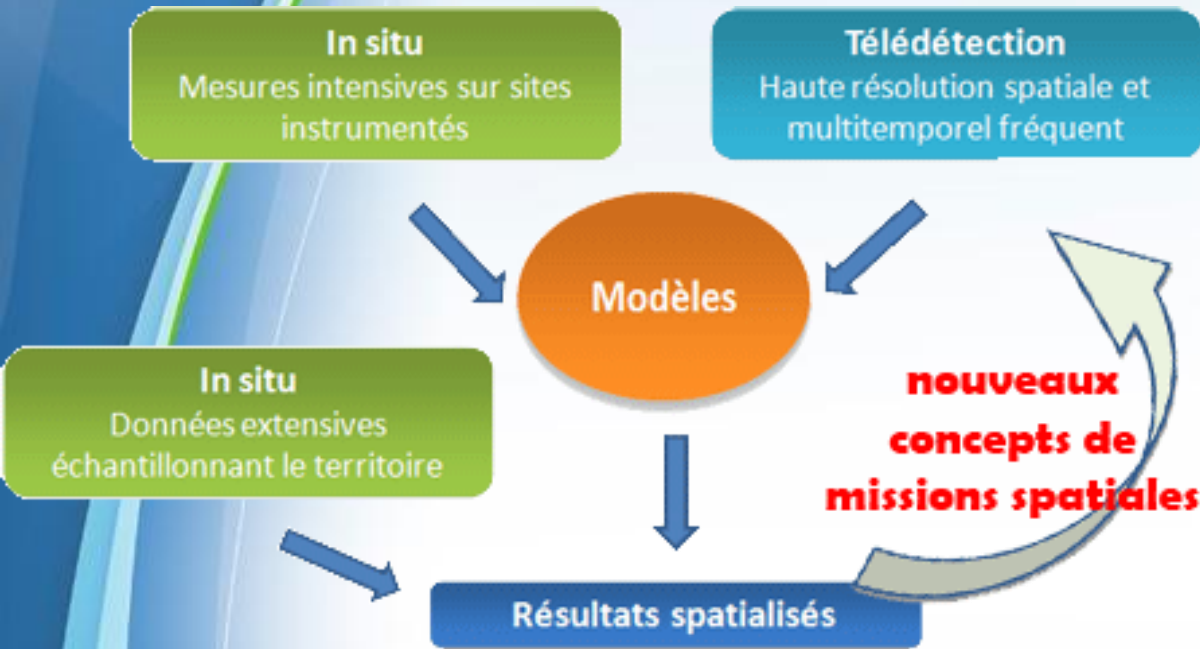 In situ
Mesures intensives sur sites
instrumentés
Télédétection
Haute résolution spatiale et
multitemporel fréquent
Modèles
In situ
Données extensives
échantillonnant le territoire
nouveaux
concepts de
missions spatiales
Résultats spatialisés